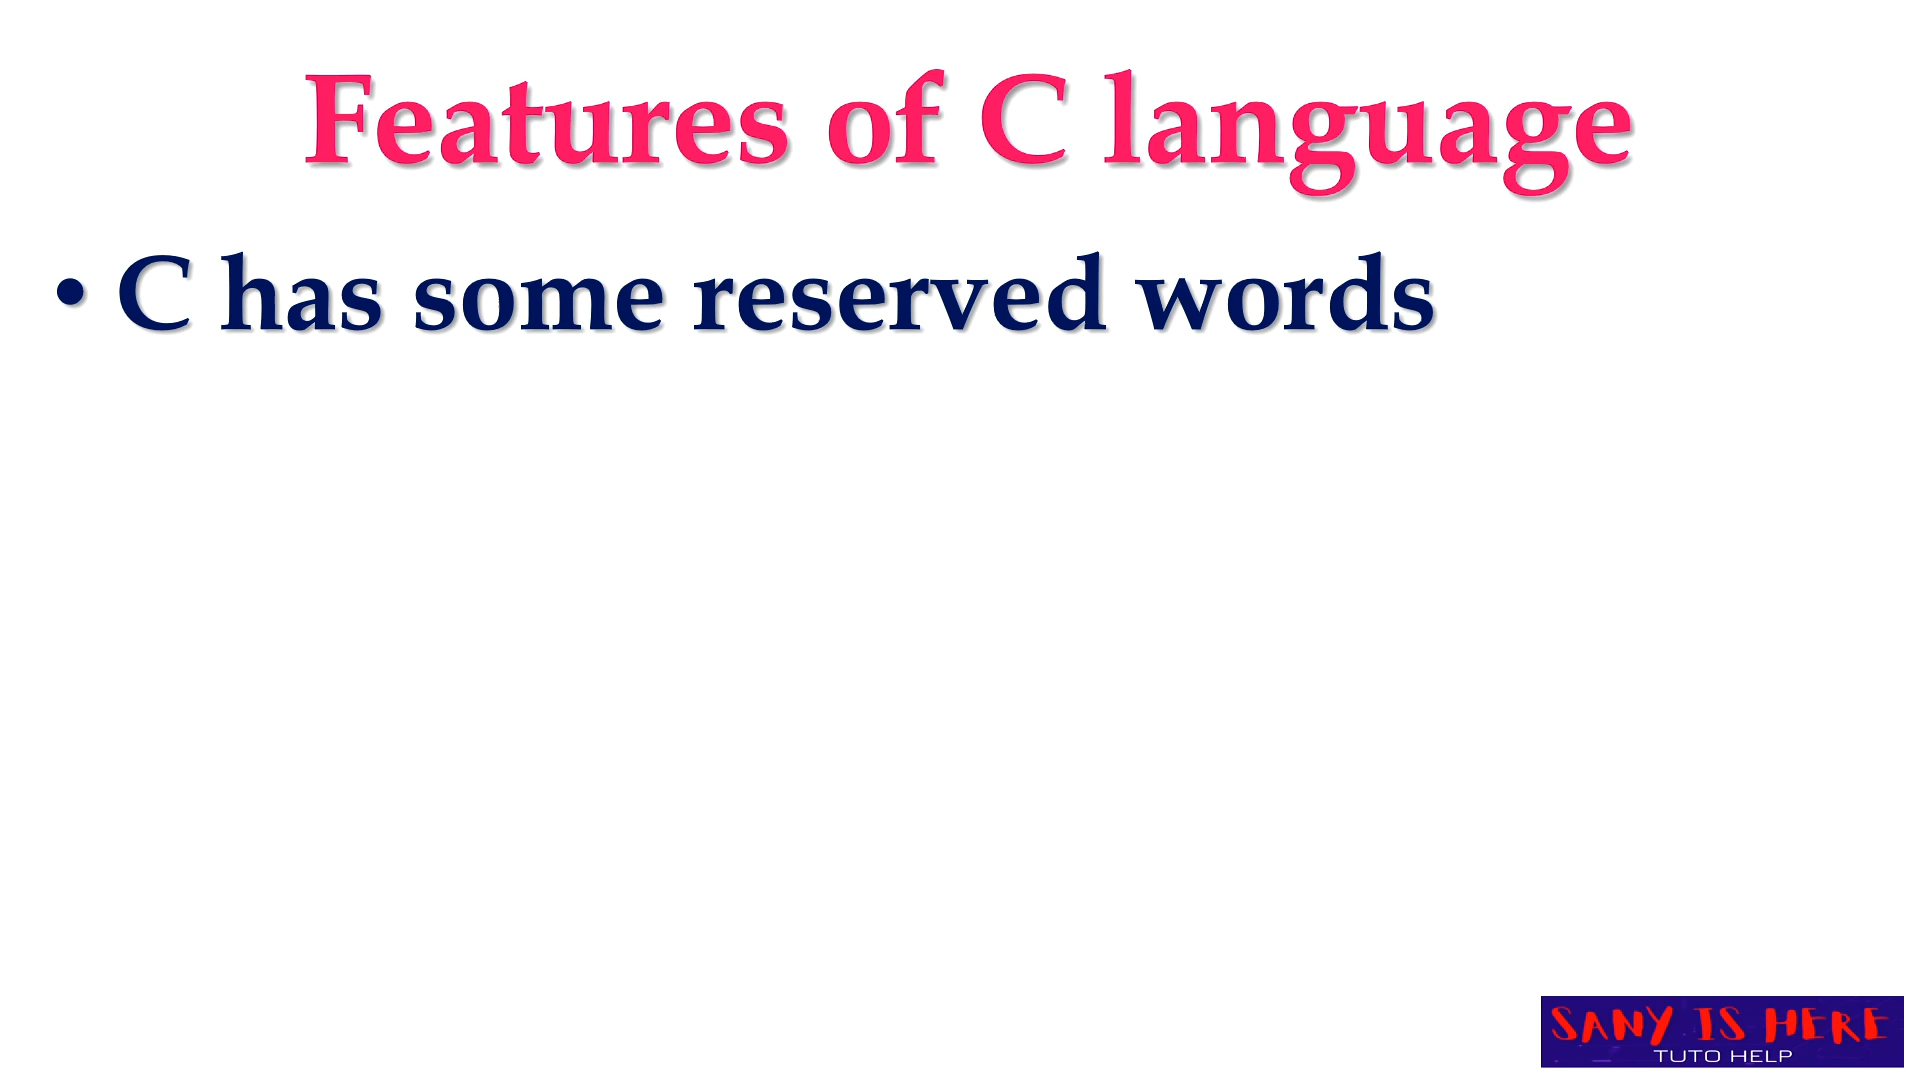 Features of C language
• C has some reserved words
SANY IS HERE
TUTO HELP